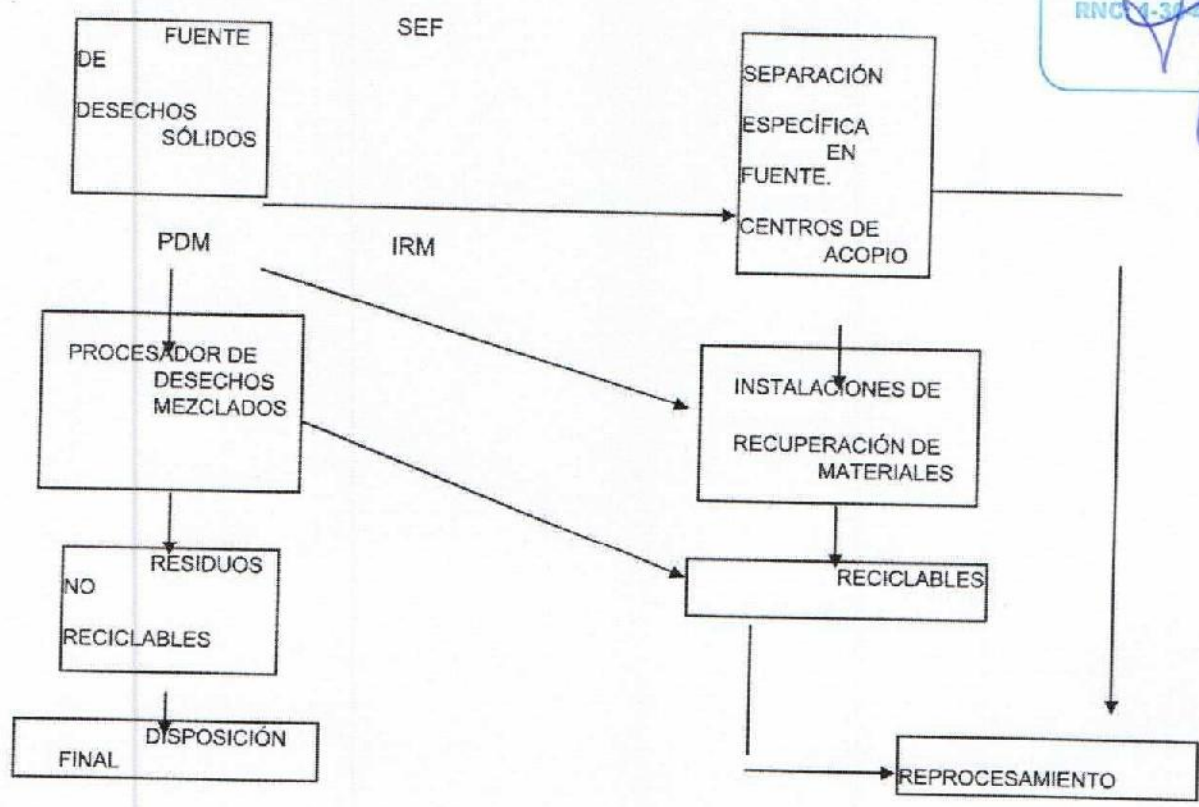 FUENTE
DE
DESECHOS
SÓLIDOS
SEF
SEPARACIÓN
ESPECÍFICA
EN
FUENTE.
CENTROS DE
ACOPIO
PDM
IRM
PROCESADOR DE
DESECHOS
MEZCLADOS
INSTALACIONES DE
RECUPERACIÓN DE
MATERIALES
RESIDUOS
NO
RECICLABLES
RECICLABLES
DISPOSICIÓN
FINAL
REPROCESAMIENTO